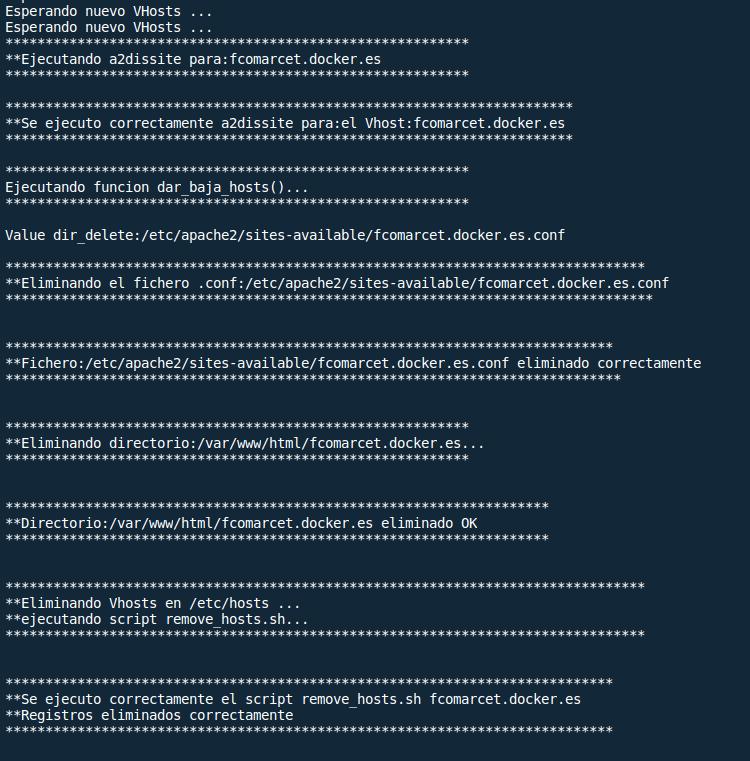 Esperando nuevo VHosts ...
Esperando nuevo VHosts ...
**********************************************************
**Ejecutando a2dissite para:fcomarcet.docker.es
**********************************************************
***********************************************************************
**Se ejecuto correctamente a2dissite para:el Vhost:fcomarcet.docker.es
***********************************************************************
**********************************************************
Ejecutando funcion dar_baja_hosts()...
**********************************************************
Value dir_delete:/etc/apache2/sites-available/fcomarcet.docker.es.conf
********************************************************************************
**Eliminando el fichero .conf:/etc/apache2/sites-available/fcomarcet.docker.es.conf
*********************************************************************************
****************************************************************************
**Fichero:/etc/apache2/sites-available/fcomarcet.docker.es.conf eliminado correctamente
*****************************************************************************
**********************************************************
**Eliminando directorio:/var/www/html/fcomarcet.docker.es...
**********************************************************
********************************************************************
**Directorio:/var/www/html/fcomarcet.docker.es eliminado OK
********************************************************************
********************************************************************************
**Eliminando Vhosts en /etc/hosts ...
**ejecutando script remove_hosts.sh...
********************************************************************************
****************************************************************************
**Se ejecuto correctamente el script remove_hosts.sh fcomarcet.docker.es
**Registros eliminados correctamente
****************************************************************************